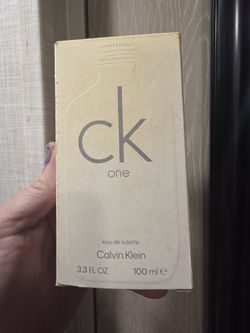 ck
one
eau de toilette
Calvin Klein
3.3 FL OZ 100 ml e